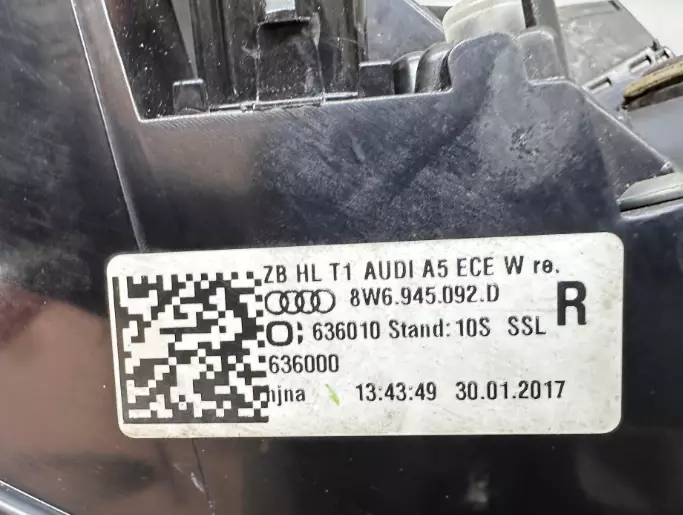 ZB HL T1 AUDI A5 ECE W re.
8W6.945.092.D
R
636010 Stand: 10S SSL
636000
njna 13:43:49 30.01.2017